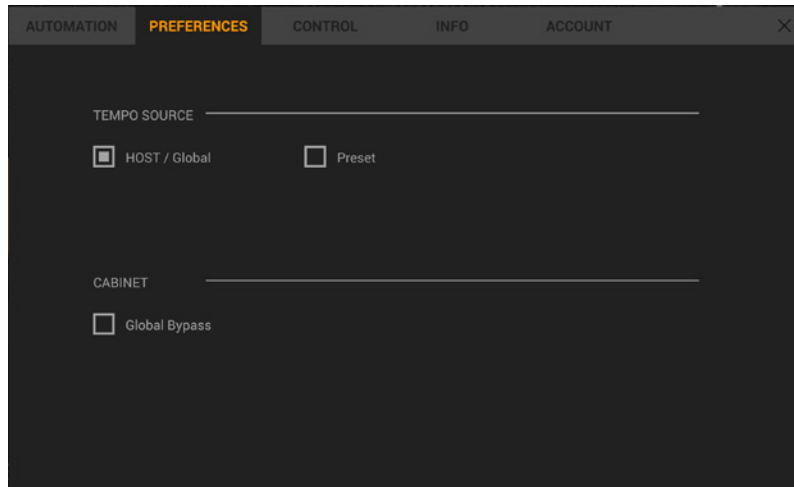 AUTOMATION PREFERENCES CONTROL INFO ACCOUNT
TEMPO SOURCE
HOST / Global Preset
CABINET
Global Bypass